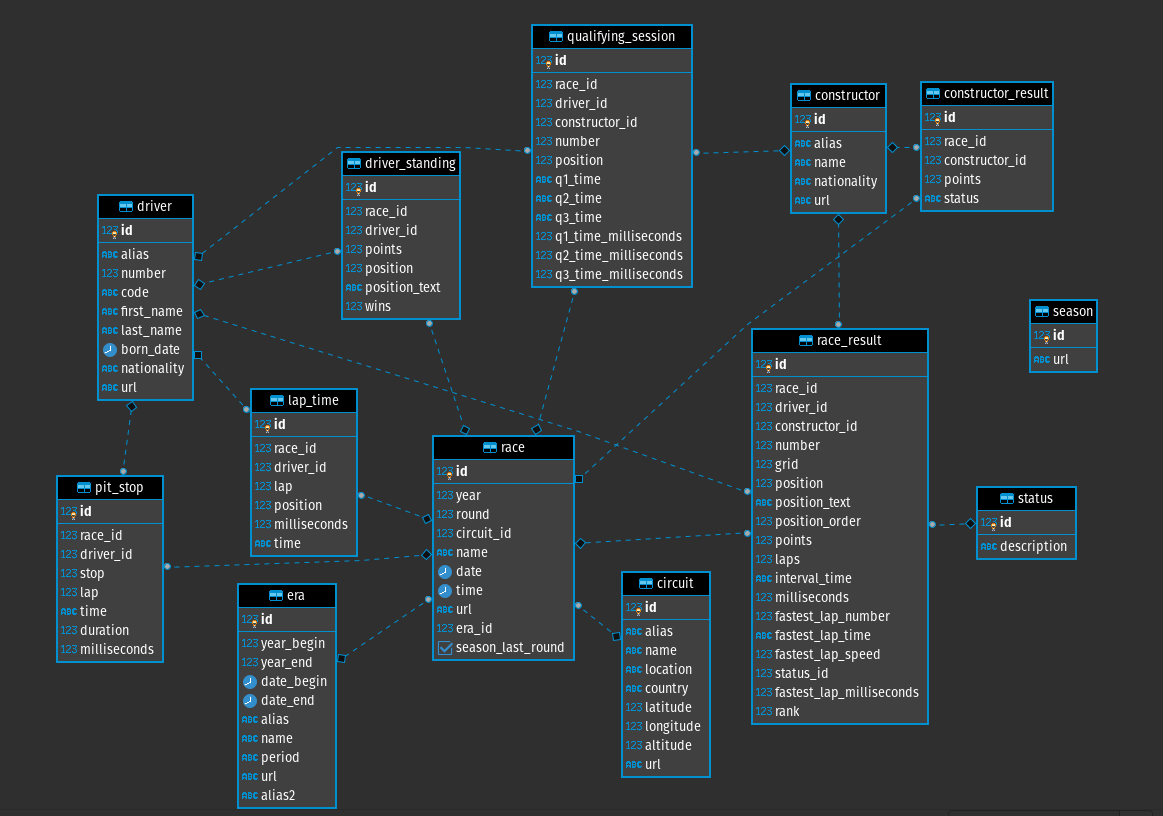 qualifying_session
123 id
123 race_id
123 driver_id
123 constructor_id
123 number
123 position
ABC q1_time
ABC q2_time
ABC q3_time
123 q1_time_milliseconds
123 q2_time_milliseconds
123 q3_time_milliseconds
constructor
123 id
ABC alias
ABC name
ABC nationality
ABC url
constructor_result
123 id
123 race_id
123 constructor_id
123 points
ABC status
driver_standing
123 id
123 race_id
123 driver_id
123 points
123 position
ABC position_text
123 wins
driver
123 id
ABC alias
123 number
ABC code
ABC first_name
ABC last_name
born_date
ABC nationality
ABC url
season
123 id
ABC url
race_result
123 id
123 race_id
123 driver_id
123 constructor_id
123 number
123 grid
123 position
ABC position_text
123 position_order
123 points
123 laps
ABC interval_time
123 milliseconds
123 fastest_lap_number
ABC fastest_lap_time
123 fastest_lap_speed
123 status_id
123 fastest_lap_milliseconds
123 rank
lap_time
123 id
123 race_id
123 driver_id
123 lap
123 position
123 milliseconds
ABC time
race
123 id
123 year
123 round
123 circuit_id
ABC name
date
time
ABC url
123 era_id
season_last_round
pit_stop
123 id
123 race_id
123 driver_id
123 stop
123 lap
ABC time
123 duration
123 milliseconds
status
123 id
ABC description
circuit
123 id
ABC alias
ABC name
ABC location
ABC country
123 latitude
123 longitude
123 altitude
ABC url
era
123 id
123 year_begin
123 year_end
date_begin
date_end
ABC alias
ABC name
ABC period
ABC url
ABC alias2